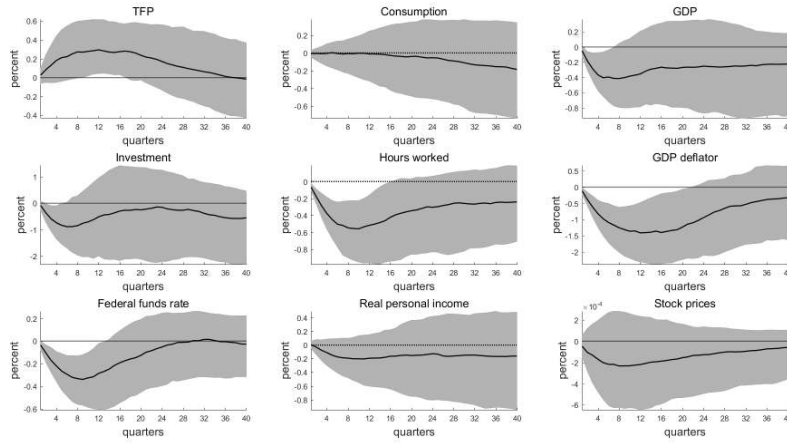 TFP
0.6
0.4
0.2
0
-0.2
-0.4
percent
4 8 12 16 20 24 28 32 36 40
quarters
Consumption
0.2
0
-0.2
-0.4
-0.6
percent
4 8 12 16 20 24 28 32 36 40
quarters
GDP
0.2
0
-0.2
-0.4
-0.6
-0.8
percent
4 8 12 16 20 24 28 32 36 40
quarters
Investment
1
0
-1
-2
percent
4 8 12 16 20 24 28 32 36 40
quarters
Hours worked
0
-0.2
-0.4
-0.6
-0.8
percent
4 8 12 16 20 24 28 32 36 40
quarters
GDP deflator
0.5
0
-0.5
-1
-1.5
-2
percent
4 8 12 16 20 24 28 32 36 40
quarters
Federal funds rate
0.2
0
-0.2
-0.4
-0.6
percent
4 8 12 16 20 24 28 32 36 40
quarters
Real personal income
0.4
0.2
0
-0.2
-0.4
-0.6
-0.8
percent
4 8 12 16 20 24 28 32 36 40
quarters
Stock prices
× 10⁻⁴
2
0
-2
-4
-6
percent
4 8 12 16 20 24 28 32 36 40
quarters